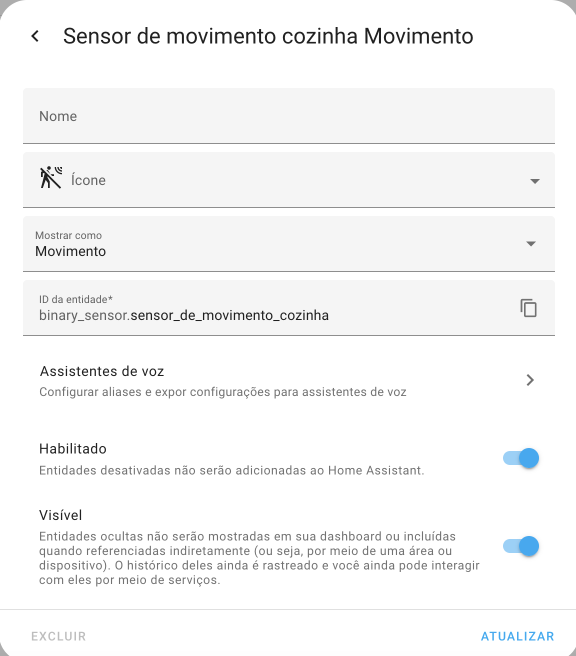 Sensor de movimento cozinha Movimento
Nome
Ícone
Mostrar como
Movimento
ID da entidade*
binary_sensor.sensor_de_movimento_cozinha
Assistentes de voz
Configurar aliases e expor configurações para assistentes de voz
Habilitado
Entidades desativadas não serão adicionadas ao Home Assistant.
Visível
Entidades ocultas não serão mostradas em sua dashboard ou incluídas
quando referenciadas indiretamente (ou seja, por meio de uma área ou
dispositivo). O histórico deles ainda é rastreado e você ainda pode interagir
com eles por meio de serviços.
EXCLUIR
ATUALIZAR